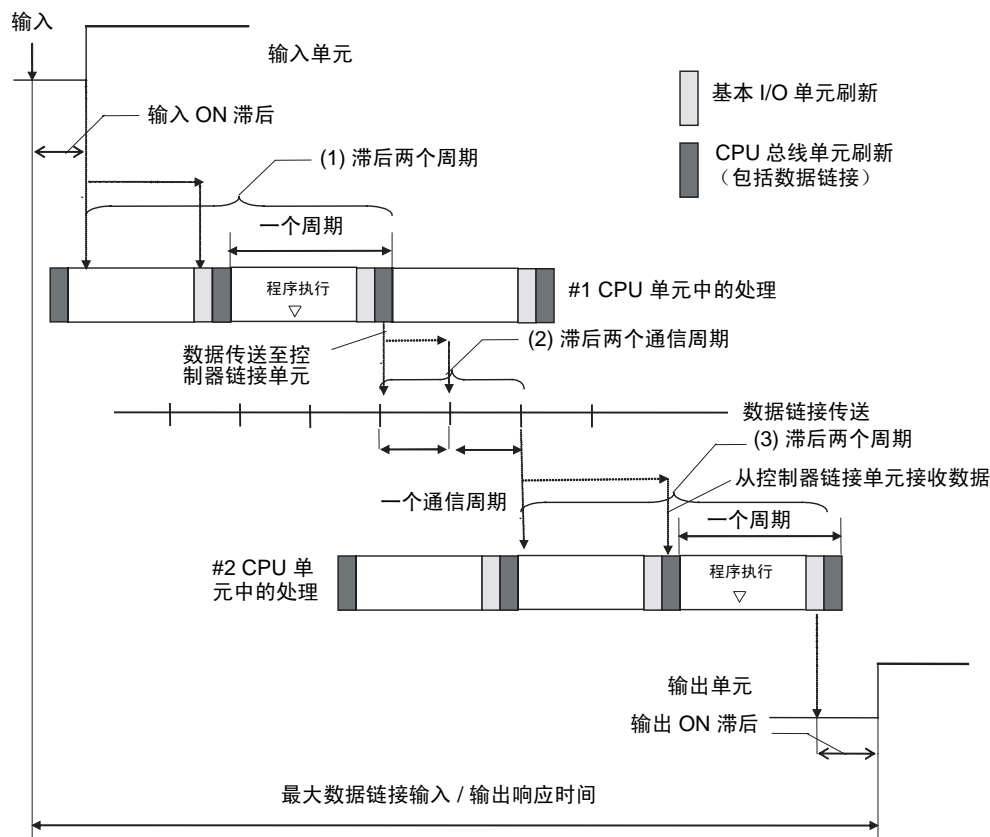 输入
输入单元
输入 ON 滞后
基本 I/O 单元刷新
CPU 总线单元刷新
（包括数据链接）
(1) 滞后两个周期
一个周期
程序执行
#1 CPU 单元中的处理
数据传送至控
制器链接单元
(2) 滞后两个通信周期
数据链接传送
(3) 滞后两个周期
从控制器链接单元接收数据
一个通信周期
一个周期
#2 CPU 单
元中的处理
程序执行
输出单元
输出 ON 滞后
最大数据链接输入 / 输出响应时间